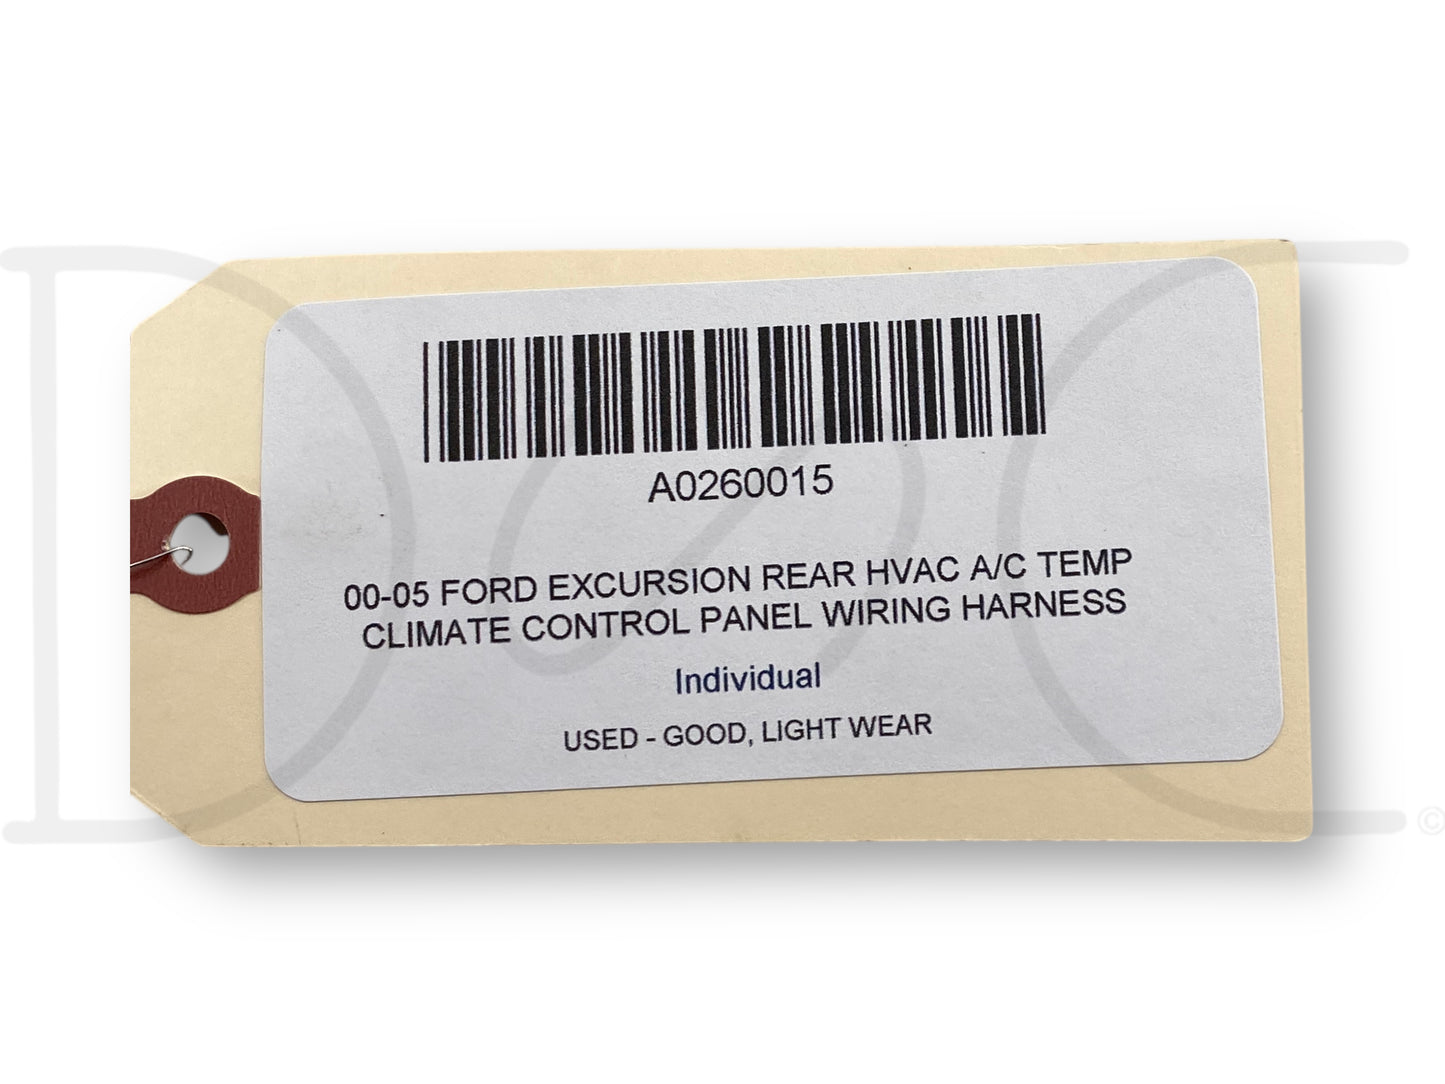 A0260015
00-05 FORD EXCURSION REAR HVAC A/C TEMP
CLIMATE CONTROL PANEL WIRING HARNESS
Individual
USED - GOOD, LIGHT WEAR
©